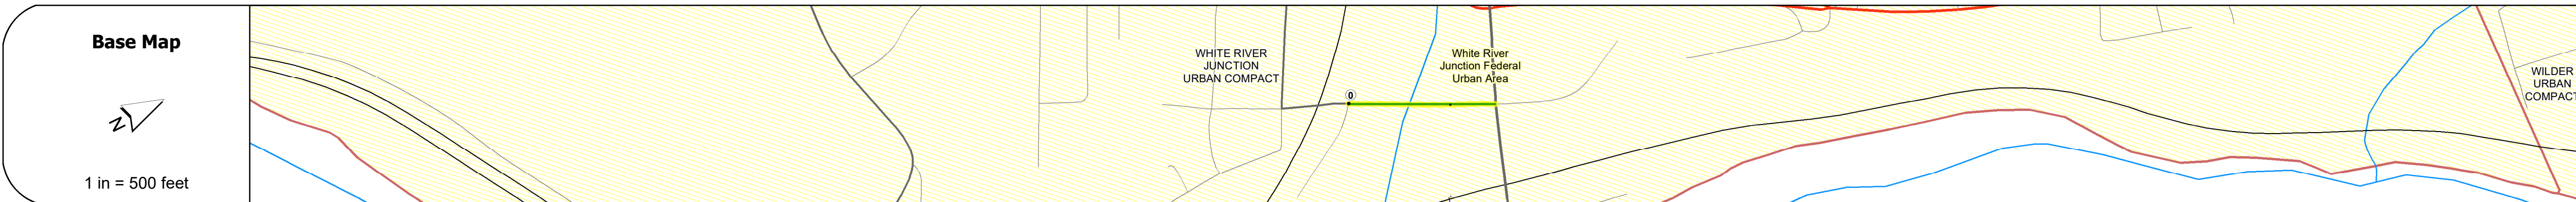 Base Map
N
1 in = 500 feet
WHITE RIVER
JUNCTION
URBAN COMPACT
0
White River
Junction Federal
Urban Area
WILDER
URBAN
COMPACT